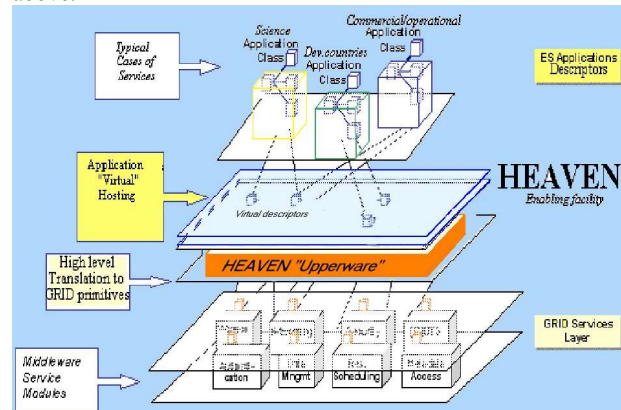 above.
Science
Application
Class
Commercial/operational
Application
Class
Dev.countries
Application
Class
Typical
Cases of
Services
ES Applications
Descriptors
Application
"Virtual"
Hosting
HEAVEN
Enabling facility
Virtual descriptors
High level
Translation to
GRID primitives
HEAVEN "Upperware"
GRID Services
Layer
Middleware
Service
Modules
cation
Mngmt
Scheduling
Access